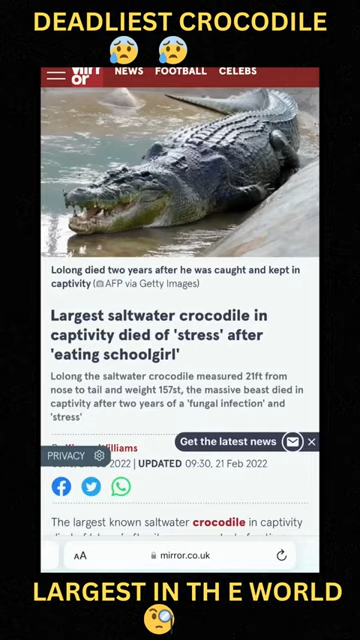 DEADLIEST CROCODILE
NEWS FOOTBALL CELEBS
Lolong died two years after he was caught and kept in
captivity (AFP via Getty Images)
Largest saltwater crocodile in
captivity died of 'stress' after
'eating schoolgirl'
Lolong the saltwater crocodile measured 21ft from
nose to tail and weight 157st, the massive beast died in
captivity after two years of a 'fungal infection' and
'stress'
Williams
Get the latest news
PRIVACY
2022 | UPDATED 09:30, 21 Feb 2022
The largest known saltwater crocodile in captivity
AA mirror.co.uk
LARGEST IN TH E WORLD